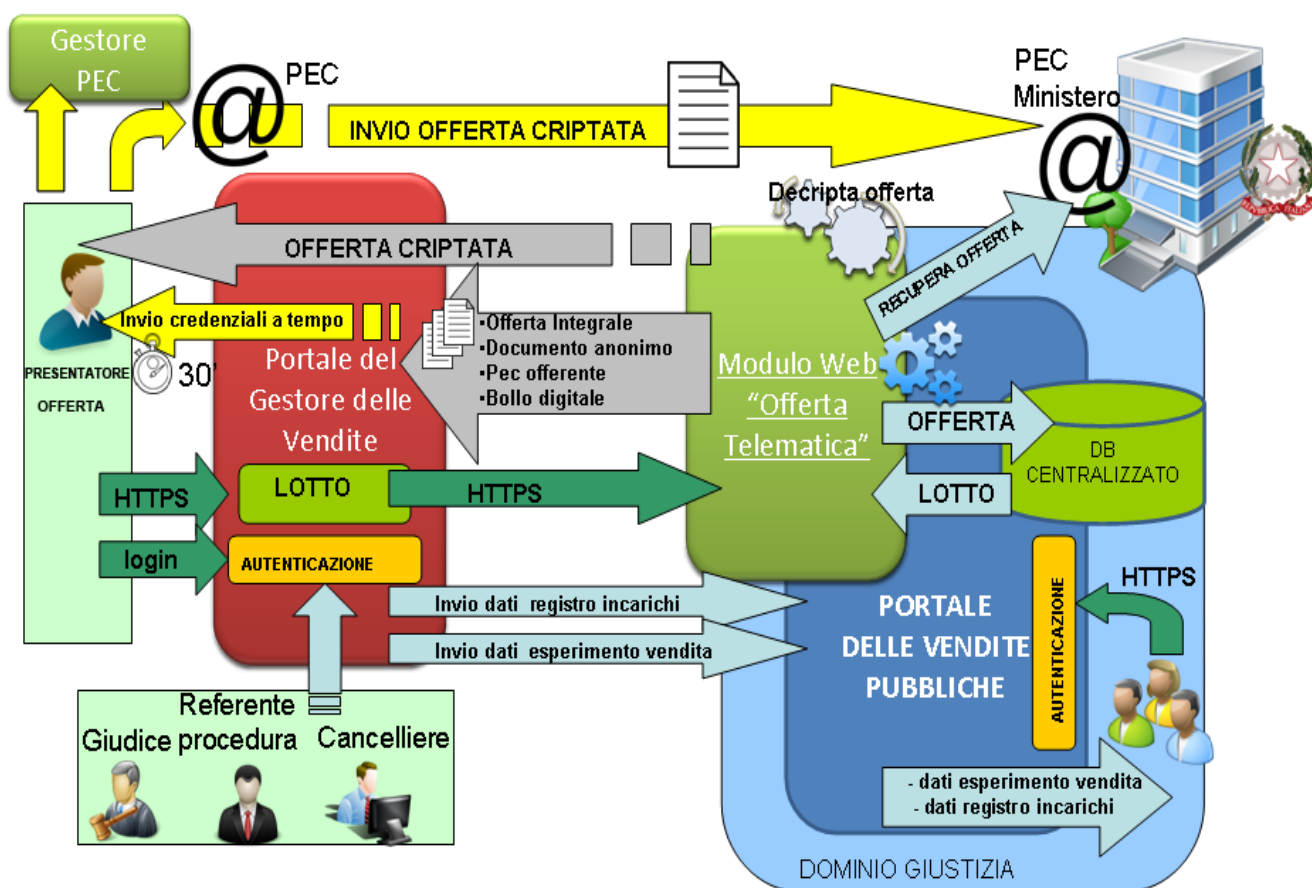 Gestore
PEC
PEC
INVIO OFFERTA CRIPTATA
PEC
Ministero
REPVBBLICA ITALIANA
Decripta offerta
OFFERTA CRIPTATA
RECUPERA OFFERTA
Invio credenziali a tempo
30'
PRESENTATORE
OFFERTA
Portale del
Gestore delle
Vendite
•Offerta Integrale
•Documento anonimo
•Pec offerente
•Bollo digitale
Modulo Web
“Offerta
Telematica”
OFFERTA
DB
CENTRALIZZATO
LOTTO
HTTPS
LOTTO
HTTPS
login
AUTENTICAZIONE
Invio dati registro incarichi
Invio dati esperimento vendita
PORTALE
DELLE VENDITE
PUBBLICHE
AUTENTICAZIONE
HTTPS
Referente
Giudice procedura Cancelliere
- dati esperimento vendita
- dati registro incarichi
DOMINIO GIUSTIZIA